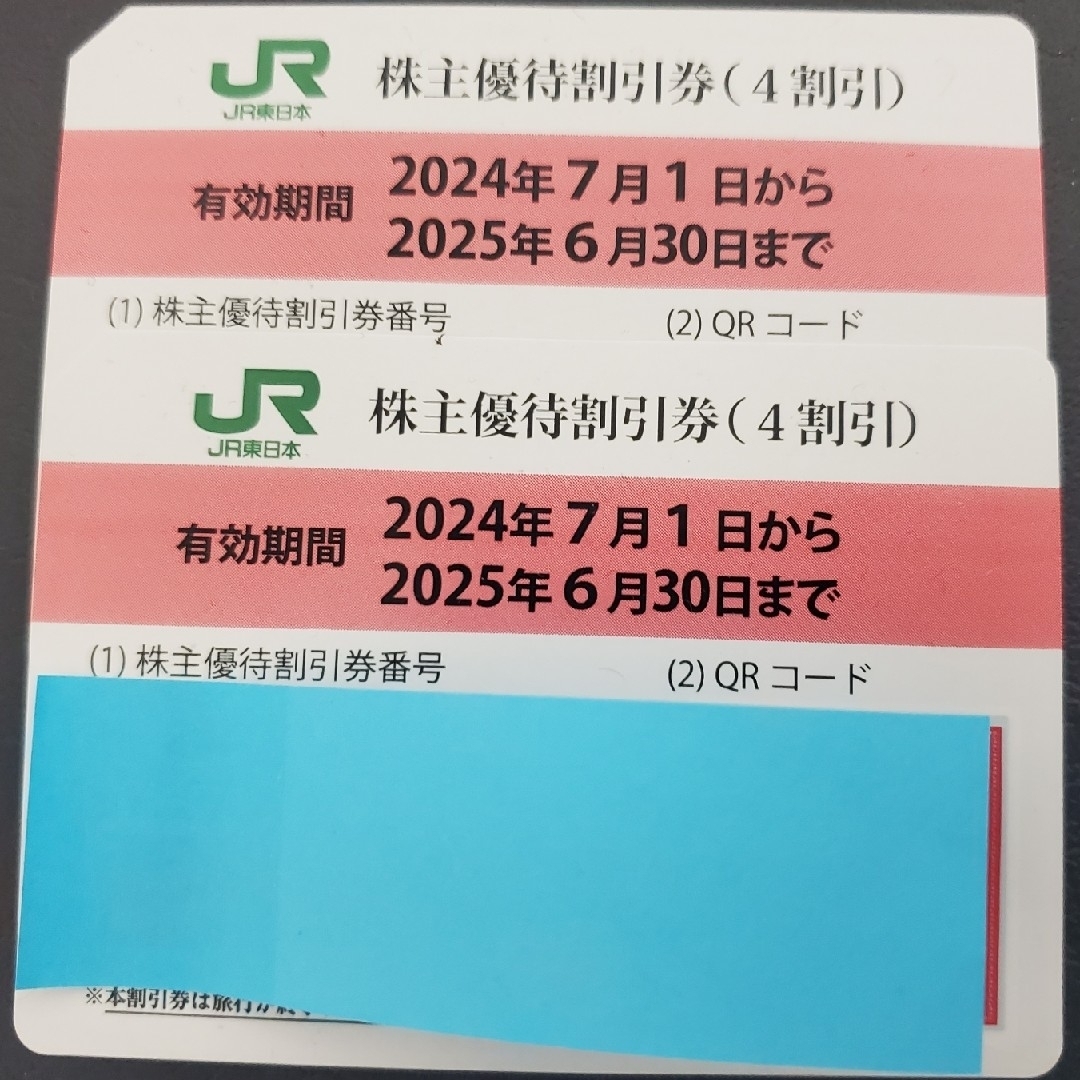 JR
JR東日本
株主優待割引券(4割引)
有効期間
2024年7月1日から
2025年6月30日まで
(1) 株主優待割引券番号
(2) QR コード
JR
JR東日本
株主優待割引券(4割引)
有効期間
2024年7月1日から
2025年6月30日まで
(1) 株主優待割引券番号
(2) QR コード
※本割引券は旅行が